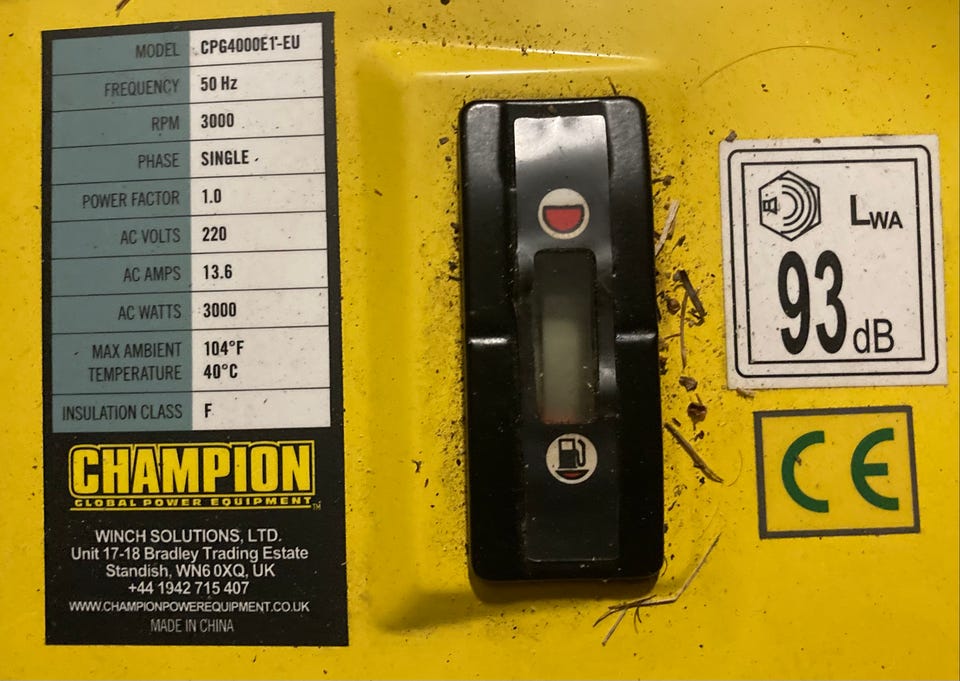 MODEL CPG4000E1-EU
FREQUENCY 50 Hz
RPM 3000
PHASE SINGLE
POWER FACTOR 1.0
AC VOLTS 220
AC AMPS 13.6
AC WATTS 3000
MAX AMBIENT 104°F
TEMPERATURE 40°C
INSULATION CLASS F
CHAMPION
GLOBAL POWER EQUIPMENT™
WINCH SOLUTIONS, LTD.
Unit 17-18 Bradley Trading Estate
Standish, WN6 0XQ, UK
+44 1942 715 407
WWW.CHAMPIONPOWEREQUIPMENT.CO.UK
MADE IN CHINA
LWA
93 dB
CE